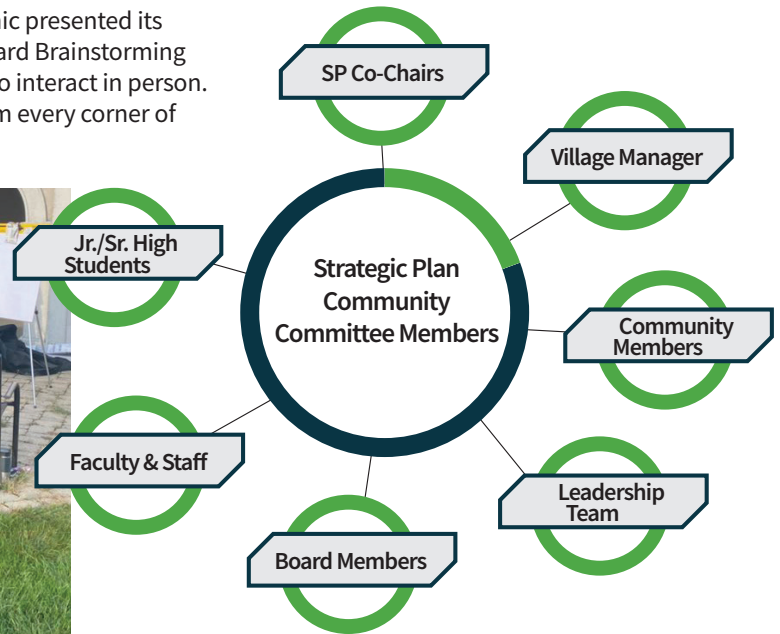 ic presented its
ard Brainstorming
o interact in person.
m every corner of
SP Co-Chairs
Village Manager
Jr./Sr. High
Students
Strategic Plan
Community
Committee Members
Community
Members
Faculty & Staff
Leadership
Team
Board Members